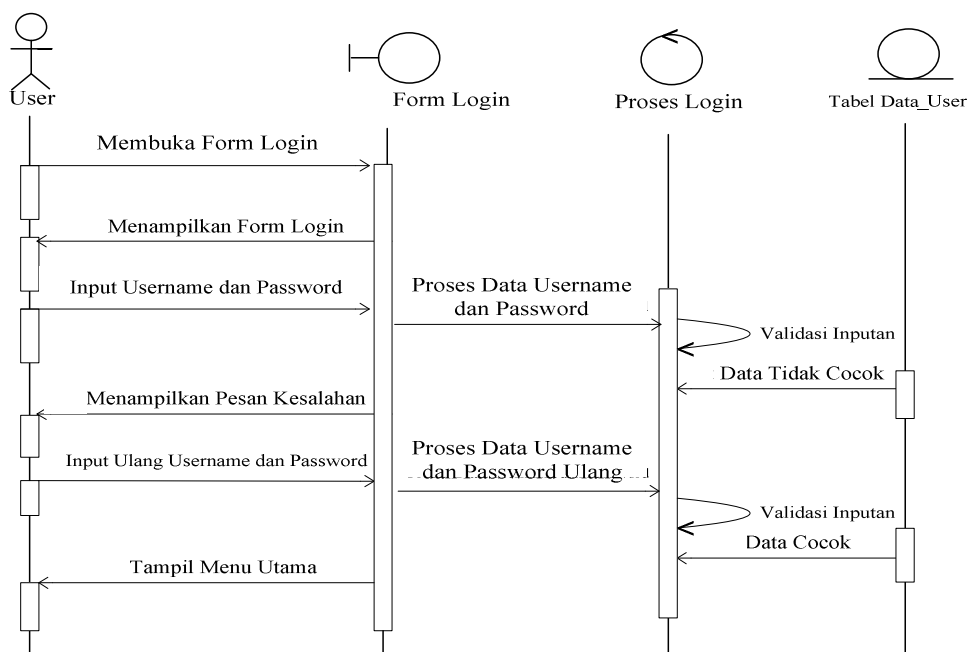 User
Form Login
Proses Login
Tabel Data_User
Membuka Form Login
Menampilkan Form Login
Input Username dan Password
Proses Data Username
dan Password
Validasi Inputan
Data Tidak Cocok
Menampilkan Pesan Kesalahan
Input Ulang Username dan Password
Proses Data Username
dan Password Ulang
Validasi Inputan
Data Cocok
Tampil Menu Utama